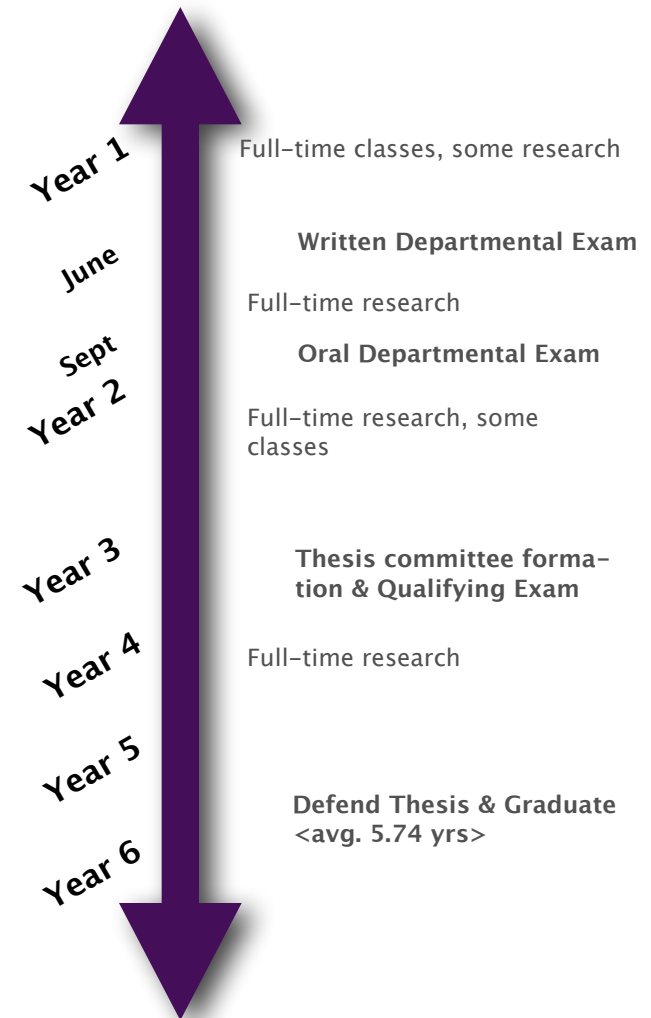 Year 1
Full-time classes, some research
June
Written Departmental Exam
Full-time research
Sept
Oral Departmental Exam
Year 2
Full-time research, some
classes
Year 3
Thesis committee forma-
tion & Qualifying Exam
Year 4
Full-time research
Year 5
Defend Thesis & Graduate
<avg. 5.74 yrs>
Year 6